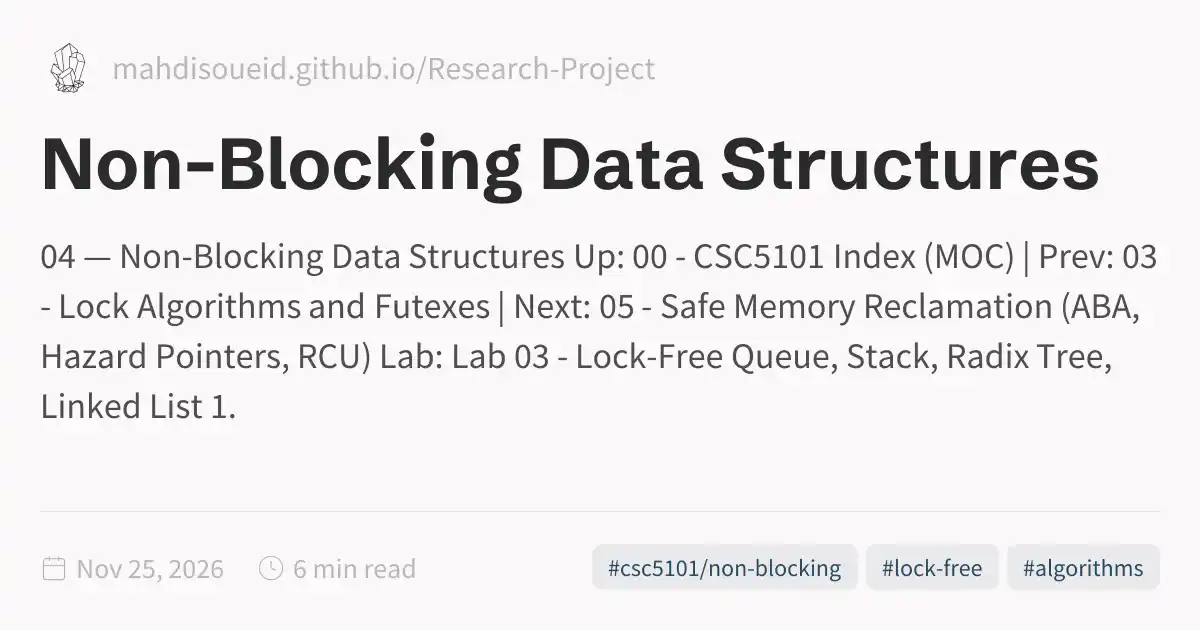 mahdisoueid.github.io/Research-Project
Non-Blocking Data Structures
04 — Non-Blocking Data Structures Up: 00 - CSC5101 Index (MOC) | Prev: 03
- Lock Algorithms and Futexes | Next: 05 - Safe Memory Reclamation (ABA,
Hazard Pointers, RCU) Lab: Lab 03 - Lock-Free Queue, Stack, Radix Tree,
Linked List 1.
Nov 25, 2026 6 min read #csc5101/non-blocking #lock-free #algorithms